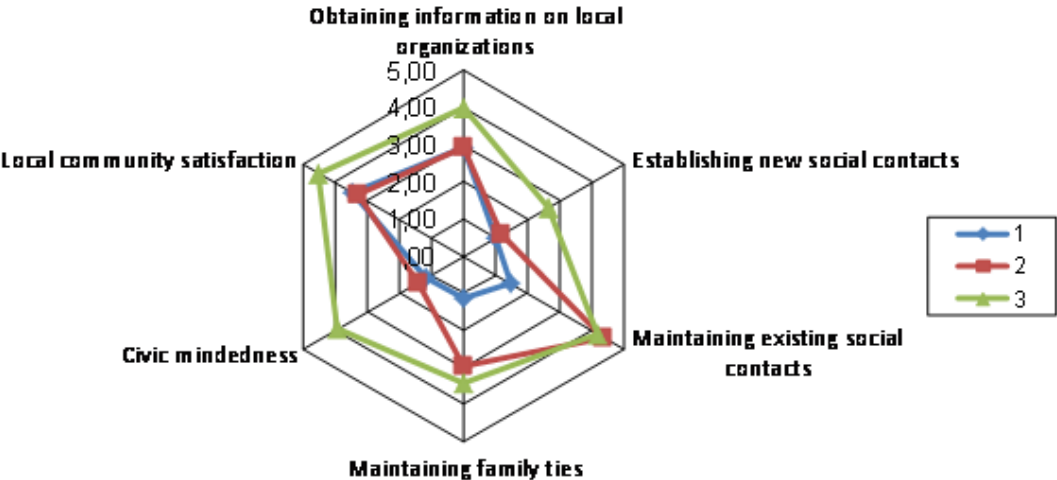 Obtaining information on local
organizations
5,00
4,00
3,00
Local community satisfaction
Establishing new social contacts
2,00
1,00
,00
1
2
3
Maintaining existing social
contacts
Civic mindedness
Maintaining family ties